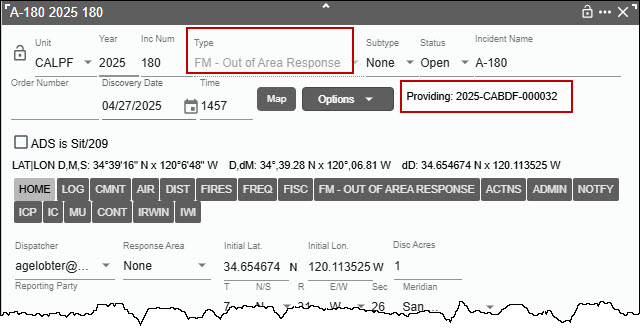 A-180 2025 180
Unit Year Inc Num Type Subtype Status Incident Name
CALPF 2025 180 FM - Out of Area Response None Open A-180
Order Number Discovery Date Time
04/27/2025 1457 Map Options Providing: 2025-CABDF-000032
ADS is Sit/209
LAT|LON D,M,S: 34°39'16" N x 120°6'48" W D,dM: 34°,39.28 N x 120°,06.81 W dD: 34.654674 N x 120.113525 W
HOME LOG CMNT AIR DIST FIRES FREQ FISC FM - OUT OF AREA RESPONSE ACTNS ADMIN NOTFY
ICP IC MU CONT IRWIN IWI
Dispatcher Response Area Initial Lat. Initial Lon. Disc Acres
agelobter@... None 34.654674 N 120.113525 W 1
Reporting Party T N/S R E/W Sec Meridian
7 N 31 W 26 San